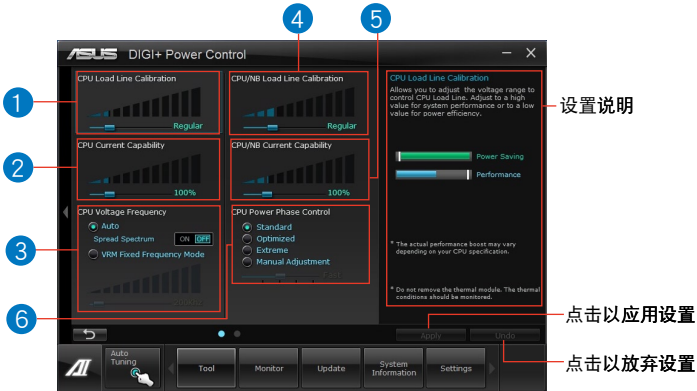 4
5
ASUS DIGI+ Power Control
1
CPU Load Line Calibration
Regular
CPU/NB Load Line Calibration
Regular
CPU Load Line Calibration
Allows you to adjust the voltage range to
control CPU Load Line. Adjust to a high
value for system performance or to a low
value for power efficiency.
设置说明
2
CPU Current Capability
100%
CPU/NB Current Capability
100%
Power Saving
Performance
3
CPU Voltage Frequency
Auto
Spread Spectrum ON OFF
VRM Fixed Frequency Mode
6
CPU Power Phase Control
Standard
Optimized
Extreme
Manual Adjustment
Fast
* The actual performance boost may vary
depending on your CPU specification.
* Do not remove the thermal module. The thermal
conditions should be monitored.
Apply
Undo
点击以应用设置
点击以放弃设置
Auto
Tuning
Tool
Monitor
Update
System
Information
Settings